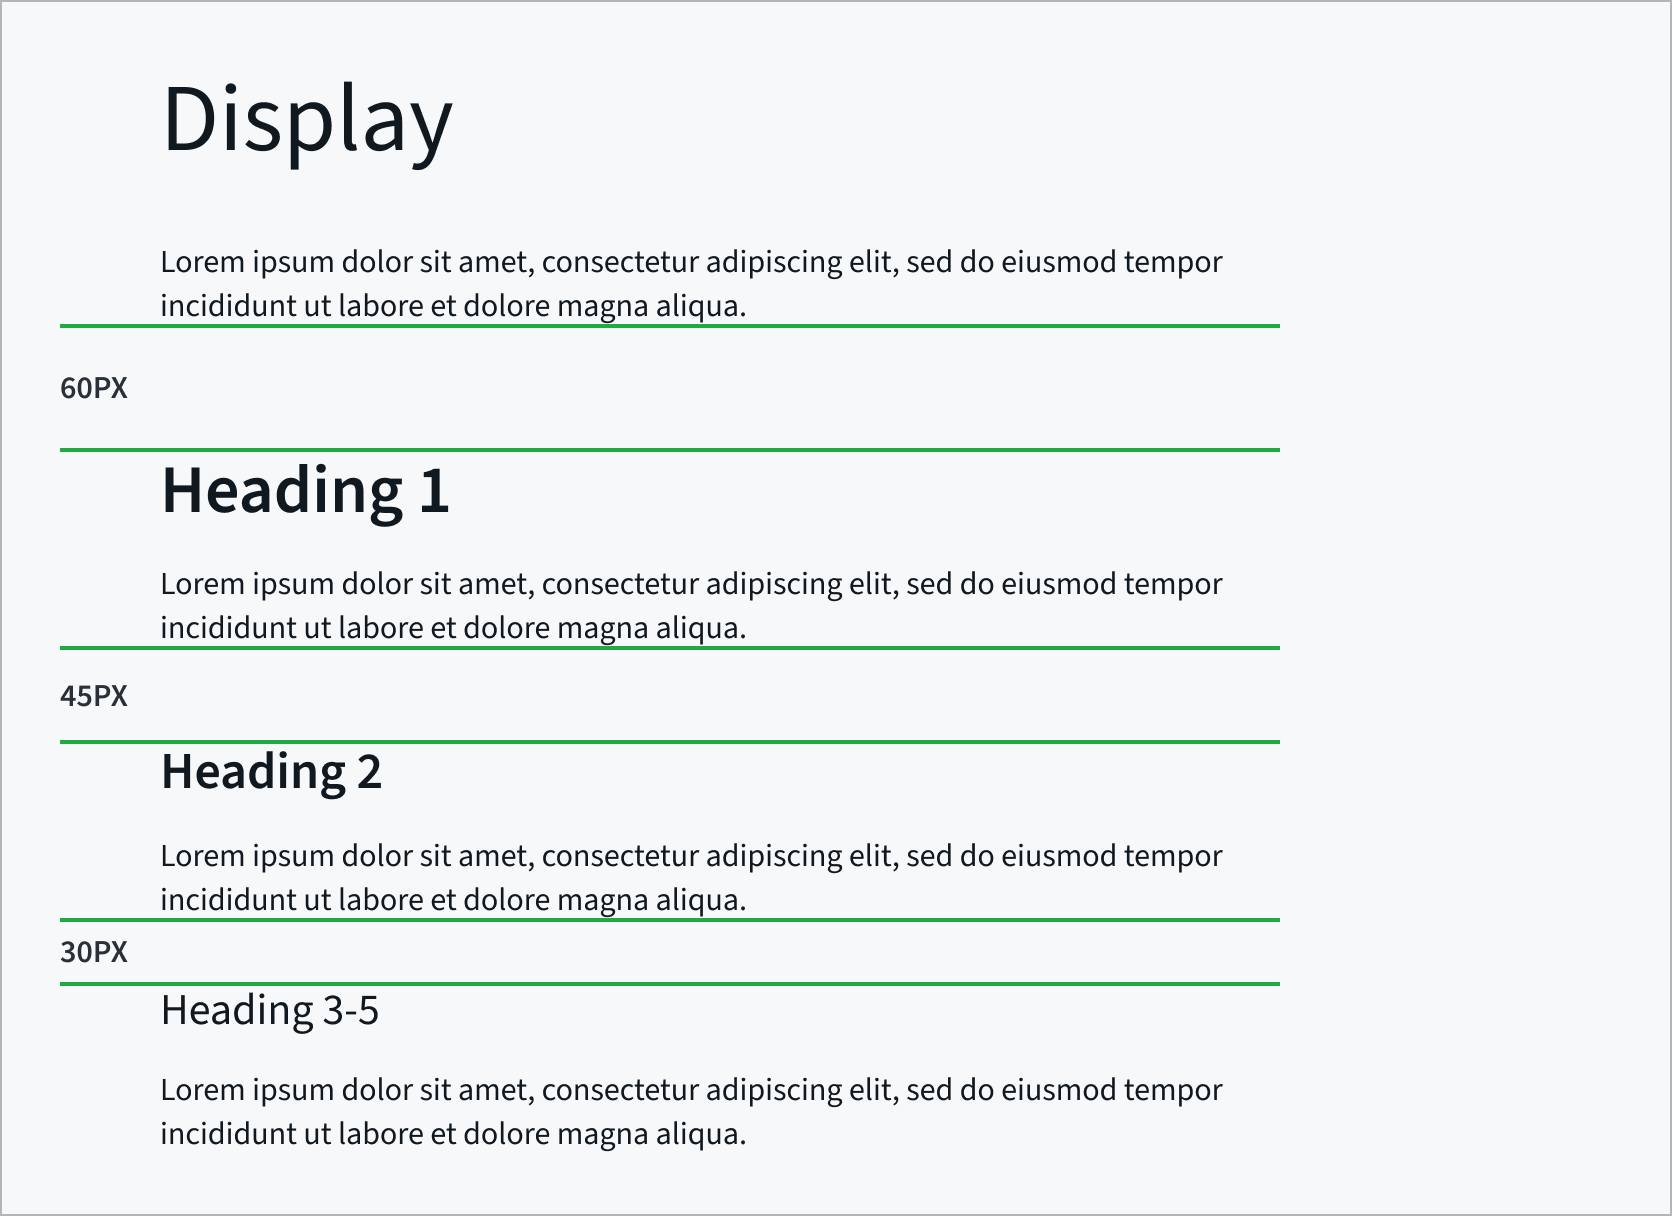 Display
Lorem ipsum dolor sit amet, consectetur adipiscing elit, sed do eiusmod tempor
incididunt ut labore et dolore magna aliqua.
60PX
Heading 1
Lorem ipsum dolor sit amet, consectetur adipiscing elit, sed do eiusmod tempor
incididunt ut labore et dolore magna aliqua.
45PX
Heading 2
Lorem ipsum dolor sit amet, consectetur adipiscing elit, sed do eiusmod tempor
incididunt ut labore et dolore magna aliqua.
30PX
Heading 3-5
Lorem ipsum dolor sit amet, consectetur adipiscing elit, sed do eiusmod tempor
incididunt ut labore et dolore magna aliqua.